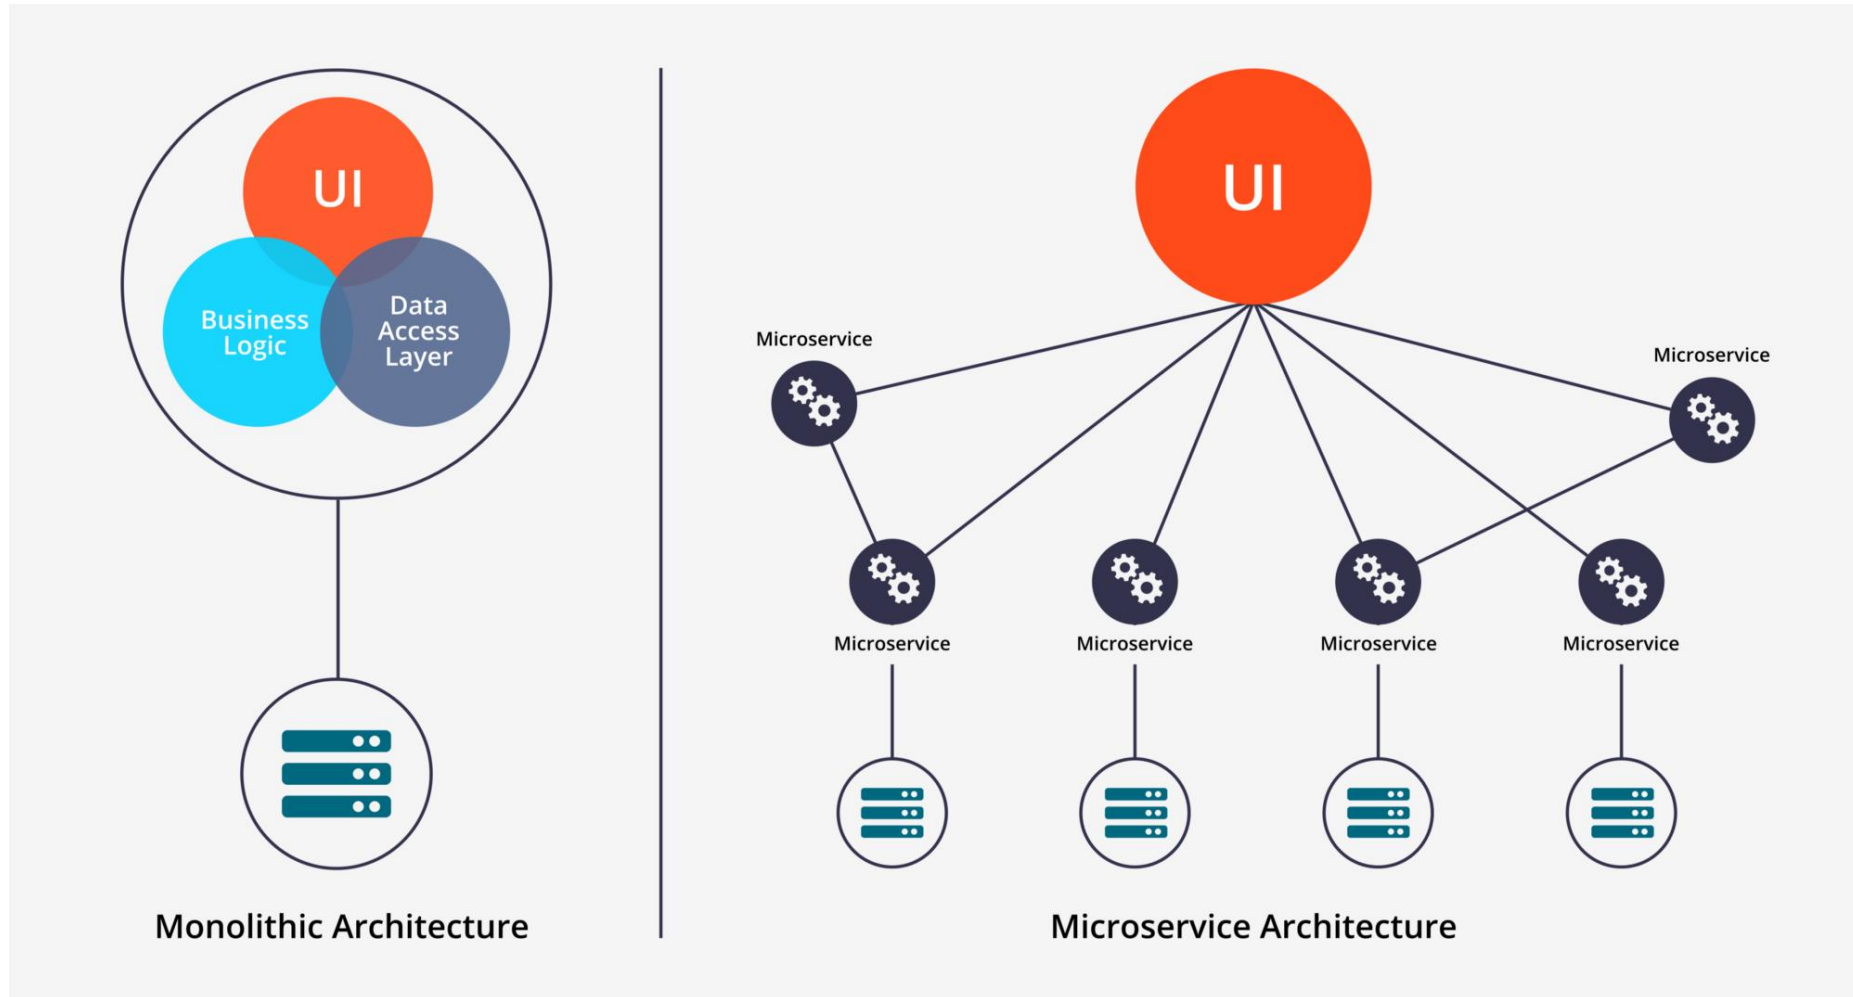 UI
Business
Logic
Data
Access
Layer
Monolithic Architecture
UI
Microservice
Microservice
Microservice
Microservice
Microservice
Microservice
Microservice Architecture